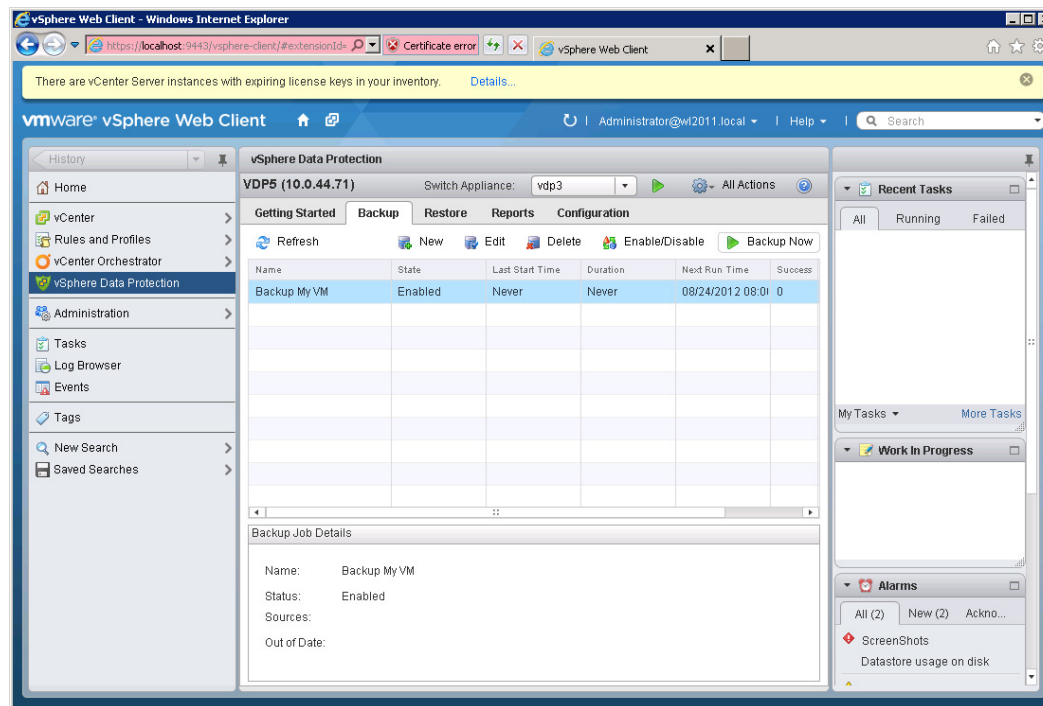 vSphere Web Client - Windows Internet Explorer
https://localhost:9443/vsphere-client/#extensionId= Certificate error vSphere Web Client
There are vCenter Server instances with expiring license keys in your inventory. Details...
vmware® vSphere Web Client Administrator@wl2011.local Help Search
History
Home
vCenter
Rules and Profiles
vCenter Orchestrator
vSphere Data Protection
Administration
Tasks
Log Browser
Events
Tags
New Search
Saved Searches
vSphere Data Protection
VDP5 (10.0.44.71) Switch Appliance: vdp3 All Actions
Getting Started Backup Restore Reports Configuration
Refresh New Edit Delete Enable/Disable Backup Now
Name State Last Start Time Duration Next Run Time Success
Backup My VM Enabled Never Never 08/24/2012 08:0 0
Backup Job Details
Name: Backup My VM
Status: Enabled
Sources:
Out of Date:
Recent Tasks
All Running Failed
My Tasks More Tasks
Work In Progress
Alarms
All (2) New (2) Ackno...
ScreenShots
Datastore usage on disk